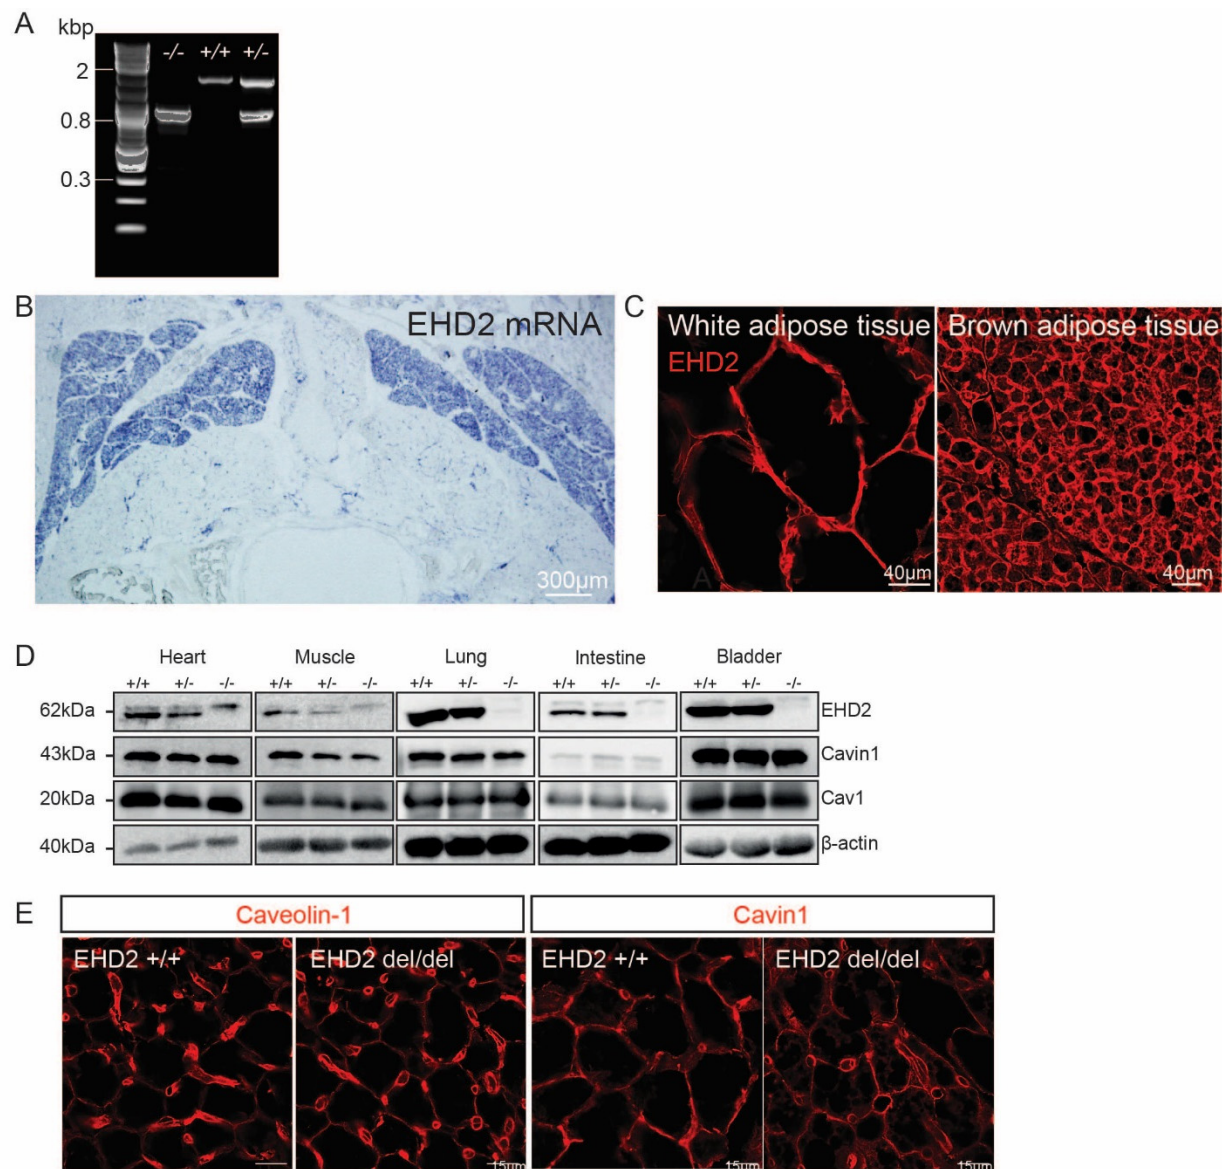 A
kbp
-/- +/+ +/-
2
0.8
0.3
B
EHD2 mRNA
300µm
C
White adipose tissue
EHD2
A
40µm
Brown adipose tissue
40µm
D
Heart Muscle Lung Intestine Bladder
+/+ +/- -/- +/+ +/- -/- +/+ +/- -/- +/+ +/- -/- +/+ +/- -/-
62kDa EHD2
43kDa Cavin1
20kDa Cav1
40kDa β-actin
E
Caveolin-1 Cavin1
EHD2 +/+ EHD2 del/del EHD2 +/+ EHD2 del/del
15µm 15µm 15µm